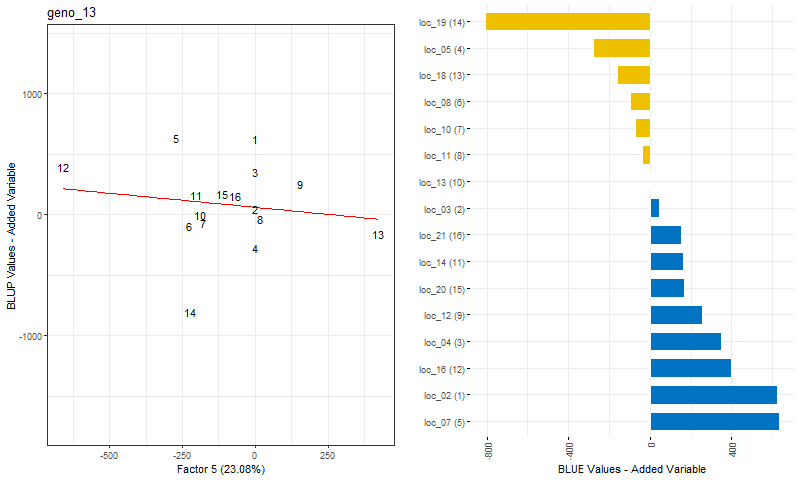 geno_13
BLUP Values - Added Variable
1000
0
-1000
5
1
12
3
9
11
15
16
10
2
6
7
8
13
4
14
-500
-250
0
250
Factor 5 (23.08%)
loc_19 (14)
loc_05 (4)
loc_18 (13)
loc_08 (6)
loc_10 (7)
loc_11 (8)
loc_13 (10)
loc_03 (2)
loc_21 (16)
loc_14 (11)
loc_20 (15)
loc_12 (9)
loc_04 (3)
loc_16 (12)
loc_02 (1)
loc_07 (5)
-800
-400
0
400
BLUE Values - Added Variable